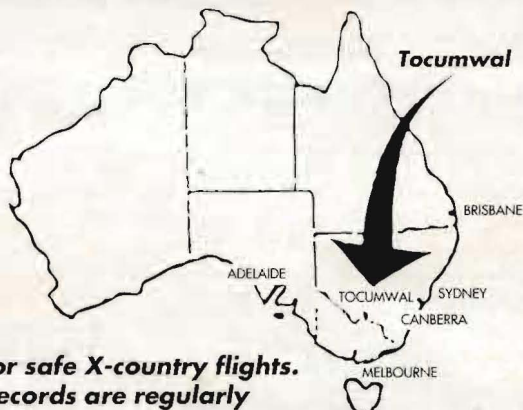 Tocumwal
BRISBANE
ADELAIDE
TOCUMWAL
SYDNEY
CANBERRA
or safe X-country flights.
MELBOURNE
ecords are regularly